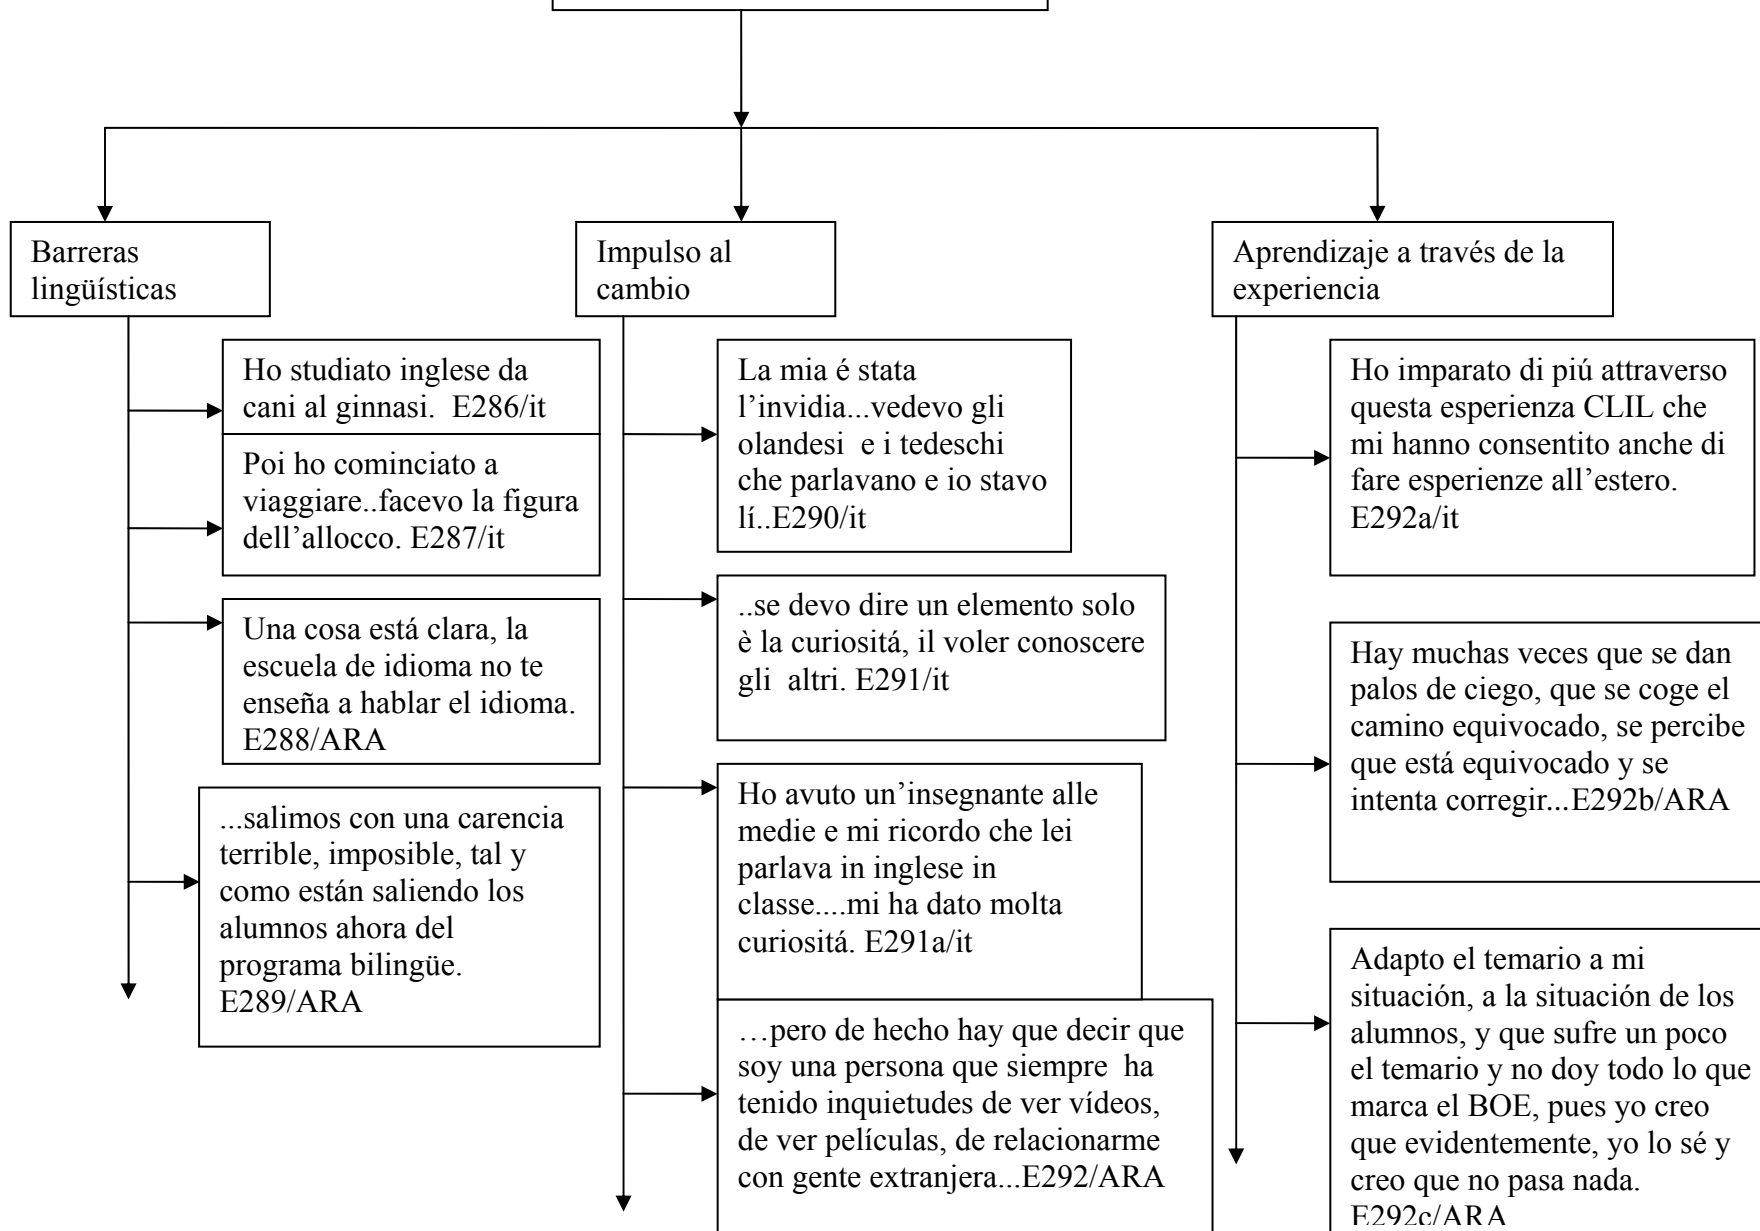 Barreras
lingüísticas
Ho studiato inglese da
cani al ginnasi.  E286/it
Poi ho cominciato a
viaggiare..facevo la figura
dell’allocco. E287/it
Una cosa está clara, la
escuela de idioma no te
enseña a hablar el idioma.
E288/ARA
...salimos con una carencia
terrible, imposible, tal y
como están saliendo los
alumnos ahora del
programa bilingüe.
E289/ARA
Impulso al
cambio
La mia é stata
l’invidia...vedevo gli
olandesi  e i tedeschi
che parlavano e io stavo
lí..E290/it
..se devo dire un elemento solo
è la curiositá, il voler conoscere
gli  altri. E291/it
Ho avuto un’insegnante alle
medie e mi ricordo che lei
parlava in inglese in
classe....mi ha dato molta
curiositá. E291a/it
…pero de hecho hay que decir que
soy una persona que siempre  ha
tenido inquietudes de ver vídeos,
de ver películas, de relacionarme
con gente extranjera...E292/ARA
Aprendizaje a través de la
experiencia
Ho imparato di piú attraverso
questa esperienza CLIL che
mi hanno consentito anche di
fare esperienze all’estero.
E292a/it
Hay muchas veces que se dan
palos de ciego, que se coge el
camino equivocado, se percibe
que está equivocado y se
intenta corregir...E292b/ARA
Adapto el temario a mi
situación, a la situación de los
alumnos, y que sufre un poco
el temario y no doy todo lo que
marca el BOE, pues yo creo
que evidentemente, yo lo sé y
creo que no pasa nada.
E292c/ARA